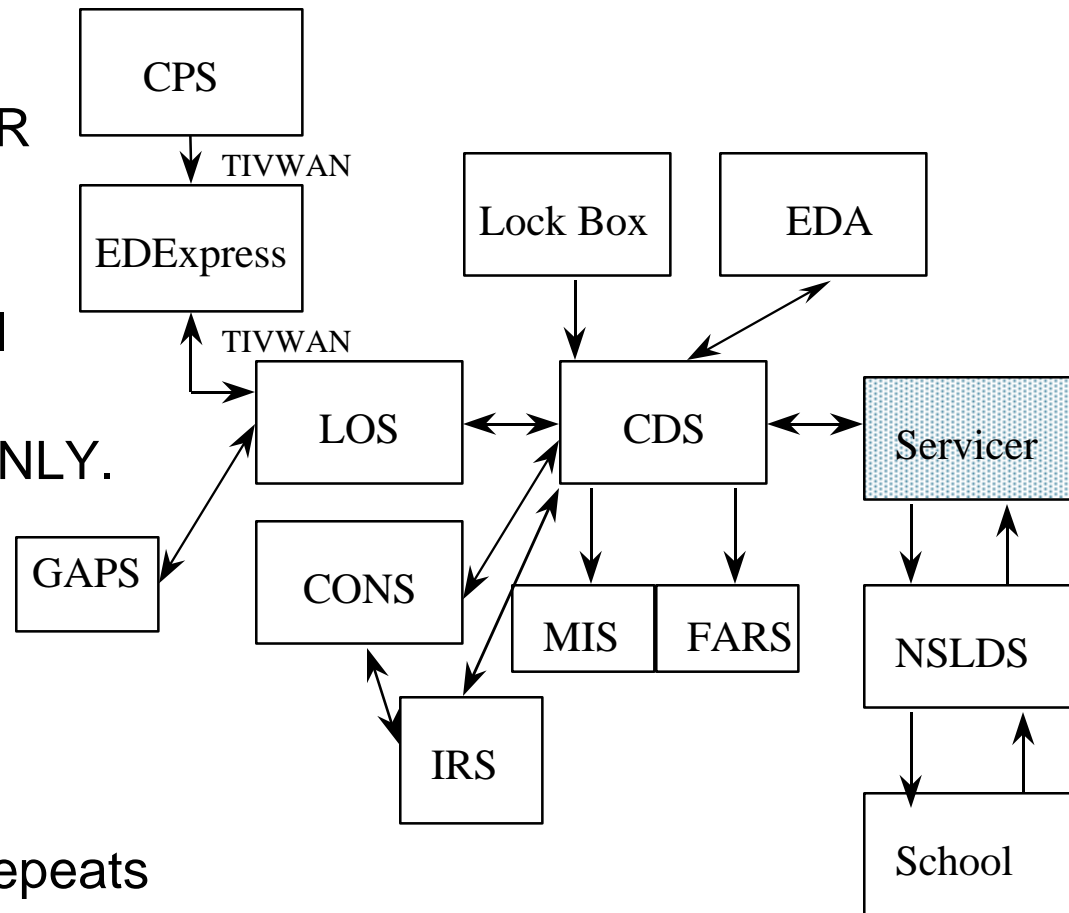 CPS
R
TIVWAN
Lock Box
EDA
EDExpress
TIVWAN
LOS
CDS
Servicer
NLY.
GAPS
CONS
MIS
FARS
NSLDS
IRS
School
epeats